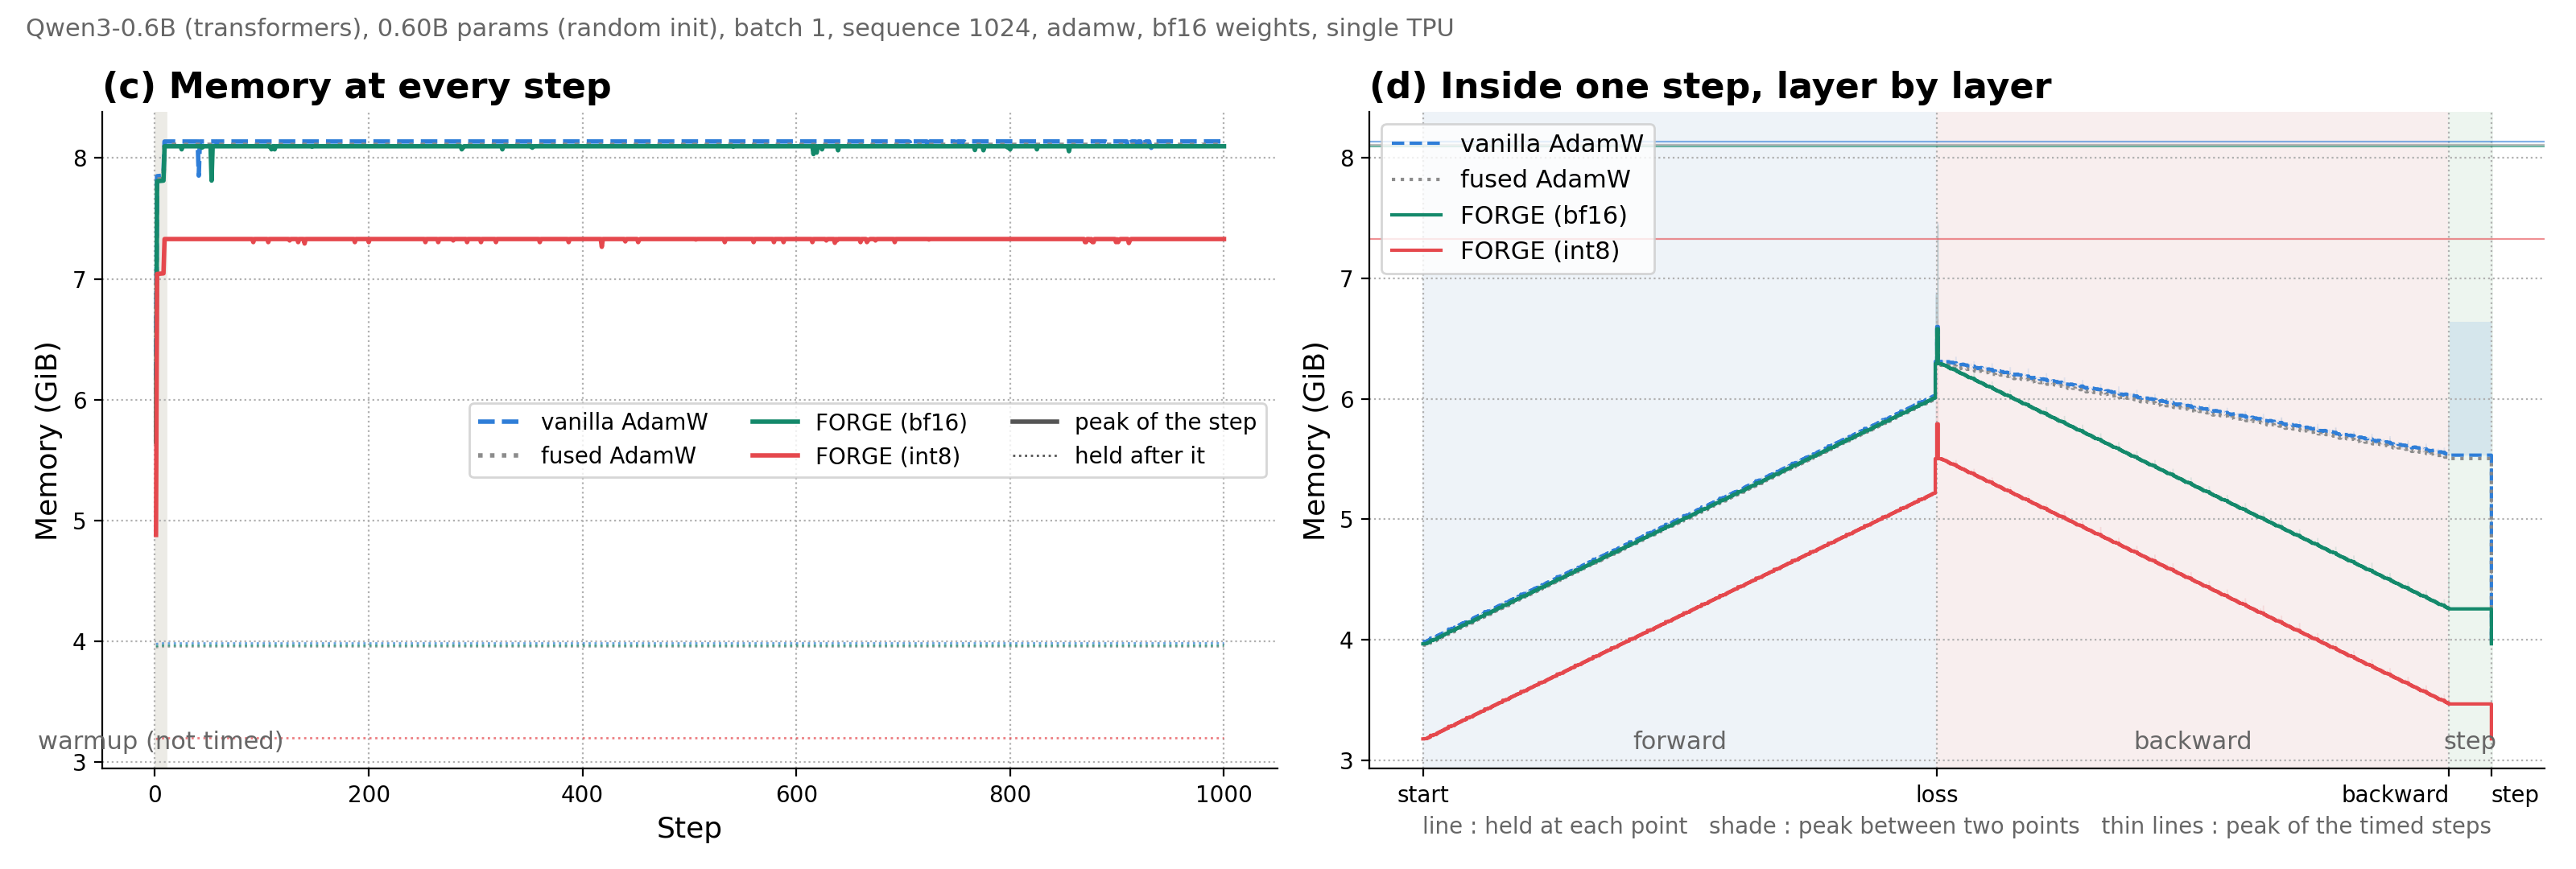 Qwen3-0.6B (transformers), 0.60B params (random init), batch 1, sequence 1024, adamw, bf16 weights, single TPU
(c) Memory at every step
Memory (GiB)
8
7
6
5
4
3
vanilla AdamW
fused AdamW
FORGE (bf16)
FORGE (int8)
peak of the step
held after it
warmup (not timed)
0 200 400 600 800 1000
Step
(d) Inside one step, layer by layer
Memory (GiB)
8
7
6
5
4
3
vanilla AdamW
fused AdamW
FORGE (bf16)
FORGE (int8)
forward backward step
start loss backward step
line : held at each point shade : peak between two points thin lines : peak of the timed steps